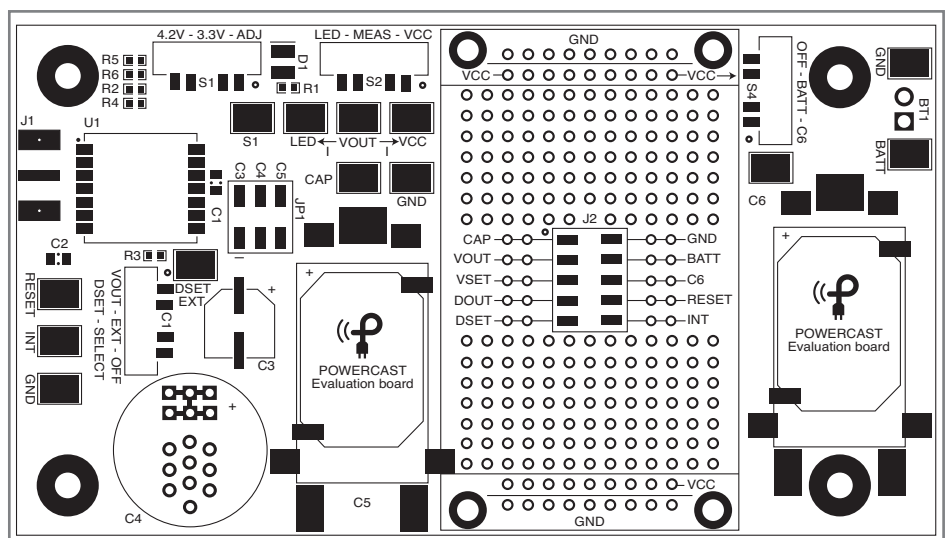 4.2V - 3.3V - ADJ
LED - MEAS - VCC
GND
R5
R6
R2
R4
S1
D1
R1
S2
VCC
VCC
S4
OFF - BATT - C6
GND
BT1
BATT
J1
U1
S1
LED
VOUT
VCC
CAP
GND
C3
C4
C5
JP1
C1
C6
C2
R3
DSET
EXT
RESET
INT
GND
VOUT - EXT - OFF
DSET - SELECT
C1
+
C3
+
POWERCAST
Evaluation board
C5
+
C4
J2
CAP
VOUT
VSET
DOUT
DSET
GND
BATT
C6
RESET
INT
+
POWERCAST
Evaluation board
VCC
GND